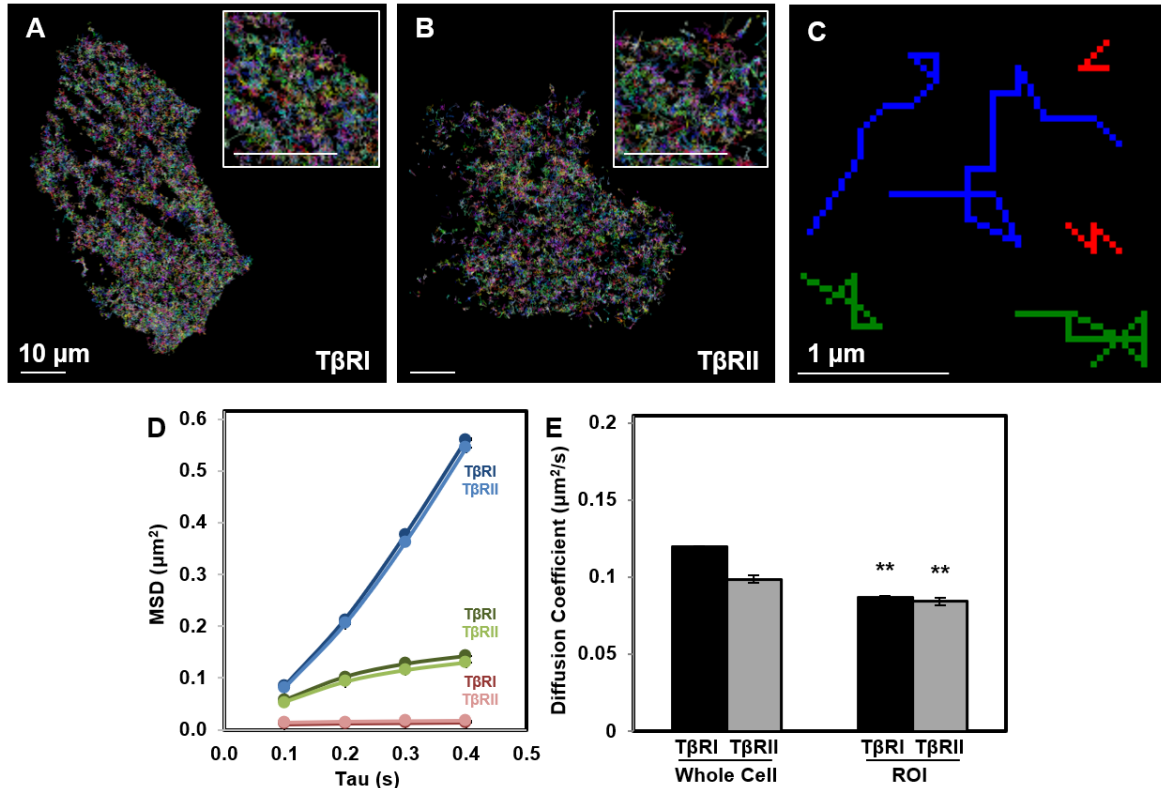 A
10 µm
TβRI
B
TβRII
C
1 µm
D
MSD (µm²)
0.6
0.5
0.4
0.3
0.2
0.1
0.0
TβRI
TβRII
TβRI
TβRII
TβRI
TβRII
0.0 0.1 0.2 0.3 0.4 0.5
Tau (s)
E
Diffusion Coefficient (µm²/s)
0.2
0.15
0.1
0.05
0
** **
TβRI TβRII TβRI TβRII
Whole Cell ROI